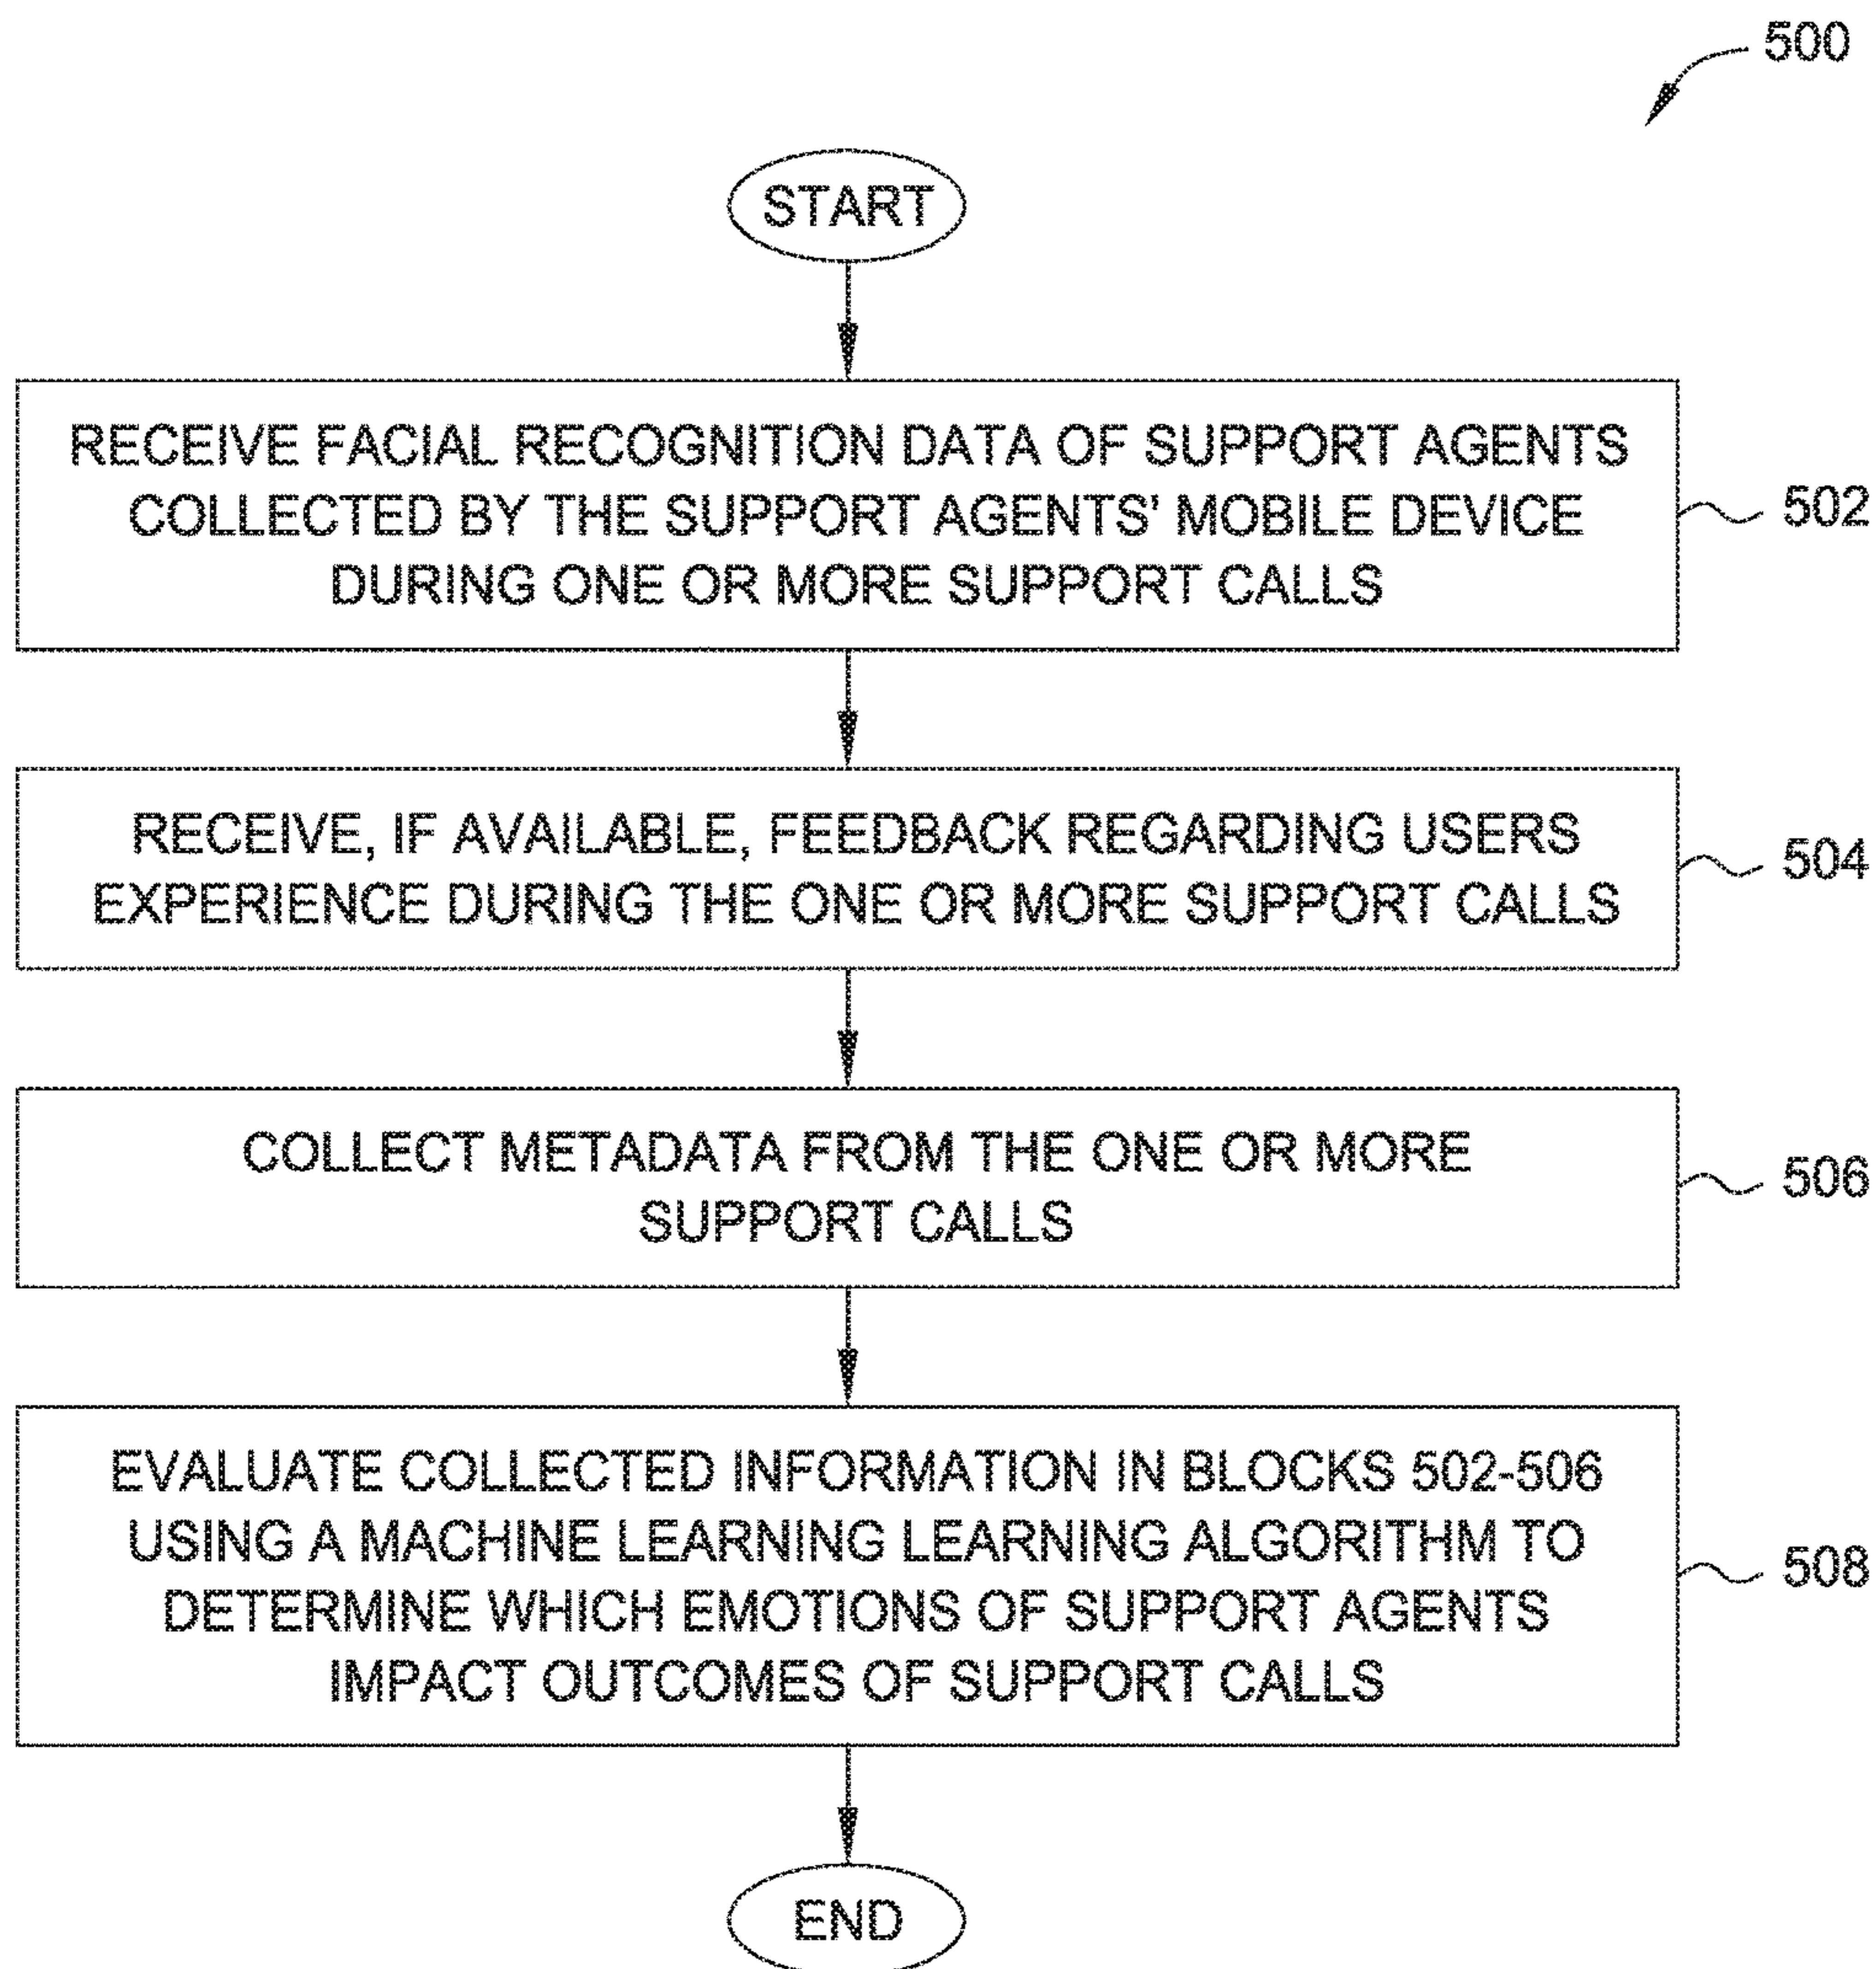 500
START
RECEIVE FACIAL RECOGNITION DATA OF SUPPORT AGENTS
COLLECTED BY THE SUPPORT AGENTS’ MOBILE DEVICE
DURING ONE OR MORE SUPPORT CALLS
502
RECEIVE, IF AVAILABLE, FEEDBACK REGARDING USERS
EXPERIENCE DURING THE ONE OR MORE SUPPORT CALLS
504
COLLECT METADATA FROM THE ONE OR MORE
SUPPORT CALLS
506
EVALUATE COLLECTED INFORMATION IN BLOCKS 502-506
USING A MACHINE LEARNING LEARNING ALGORITHM TO
DETERMINE WHICH EMOTIONS OF SUPPORT AGENTS
IMPACT OUTCOMES OF SUPPORT CALLS
508
END